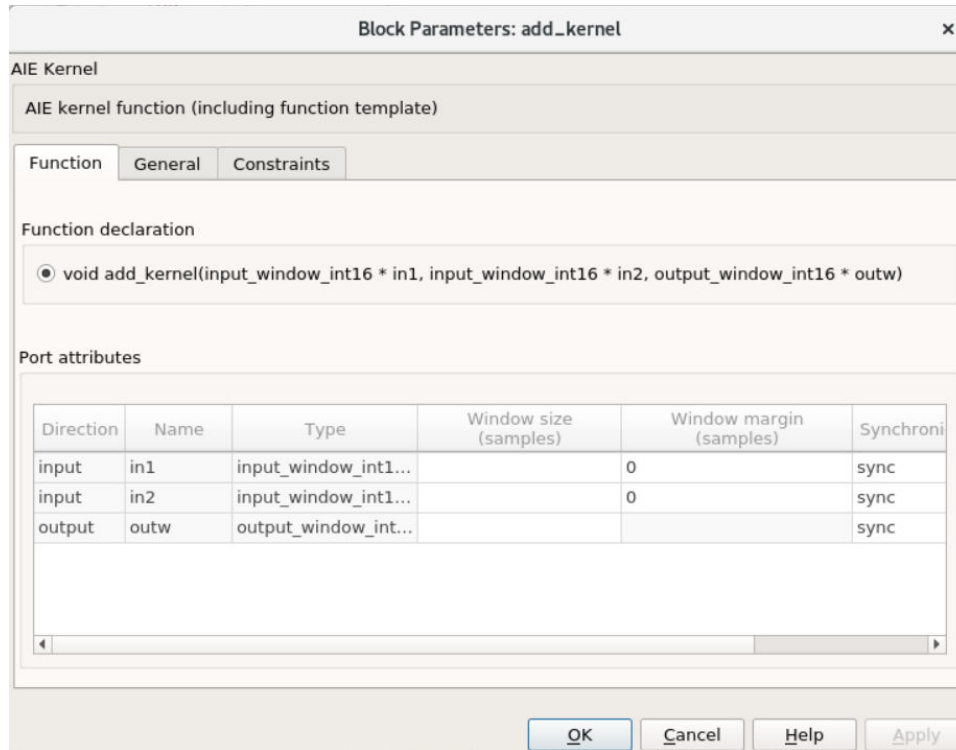 Block Parameters: add_kernel ×
AIE Kernel
AIE kernel function (including function template)
Function General Constraints
Function declaration
void add_kernel(input_window_int16 * in1, input_window_int16 * in2, output_window_int16 * outw)
Port attributes
Direction Name Type Window size (samples) Window margin (samples) Synchroni
input in1 input_window_int1... 0 sync
input in2 input_window_int1... 0 sync
output outw output_window_int... sync
OK Cancel Help Apply